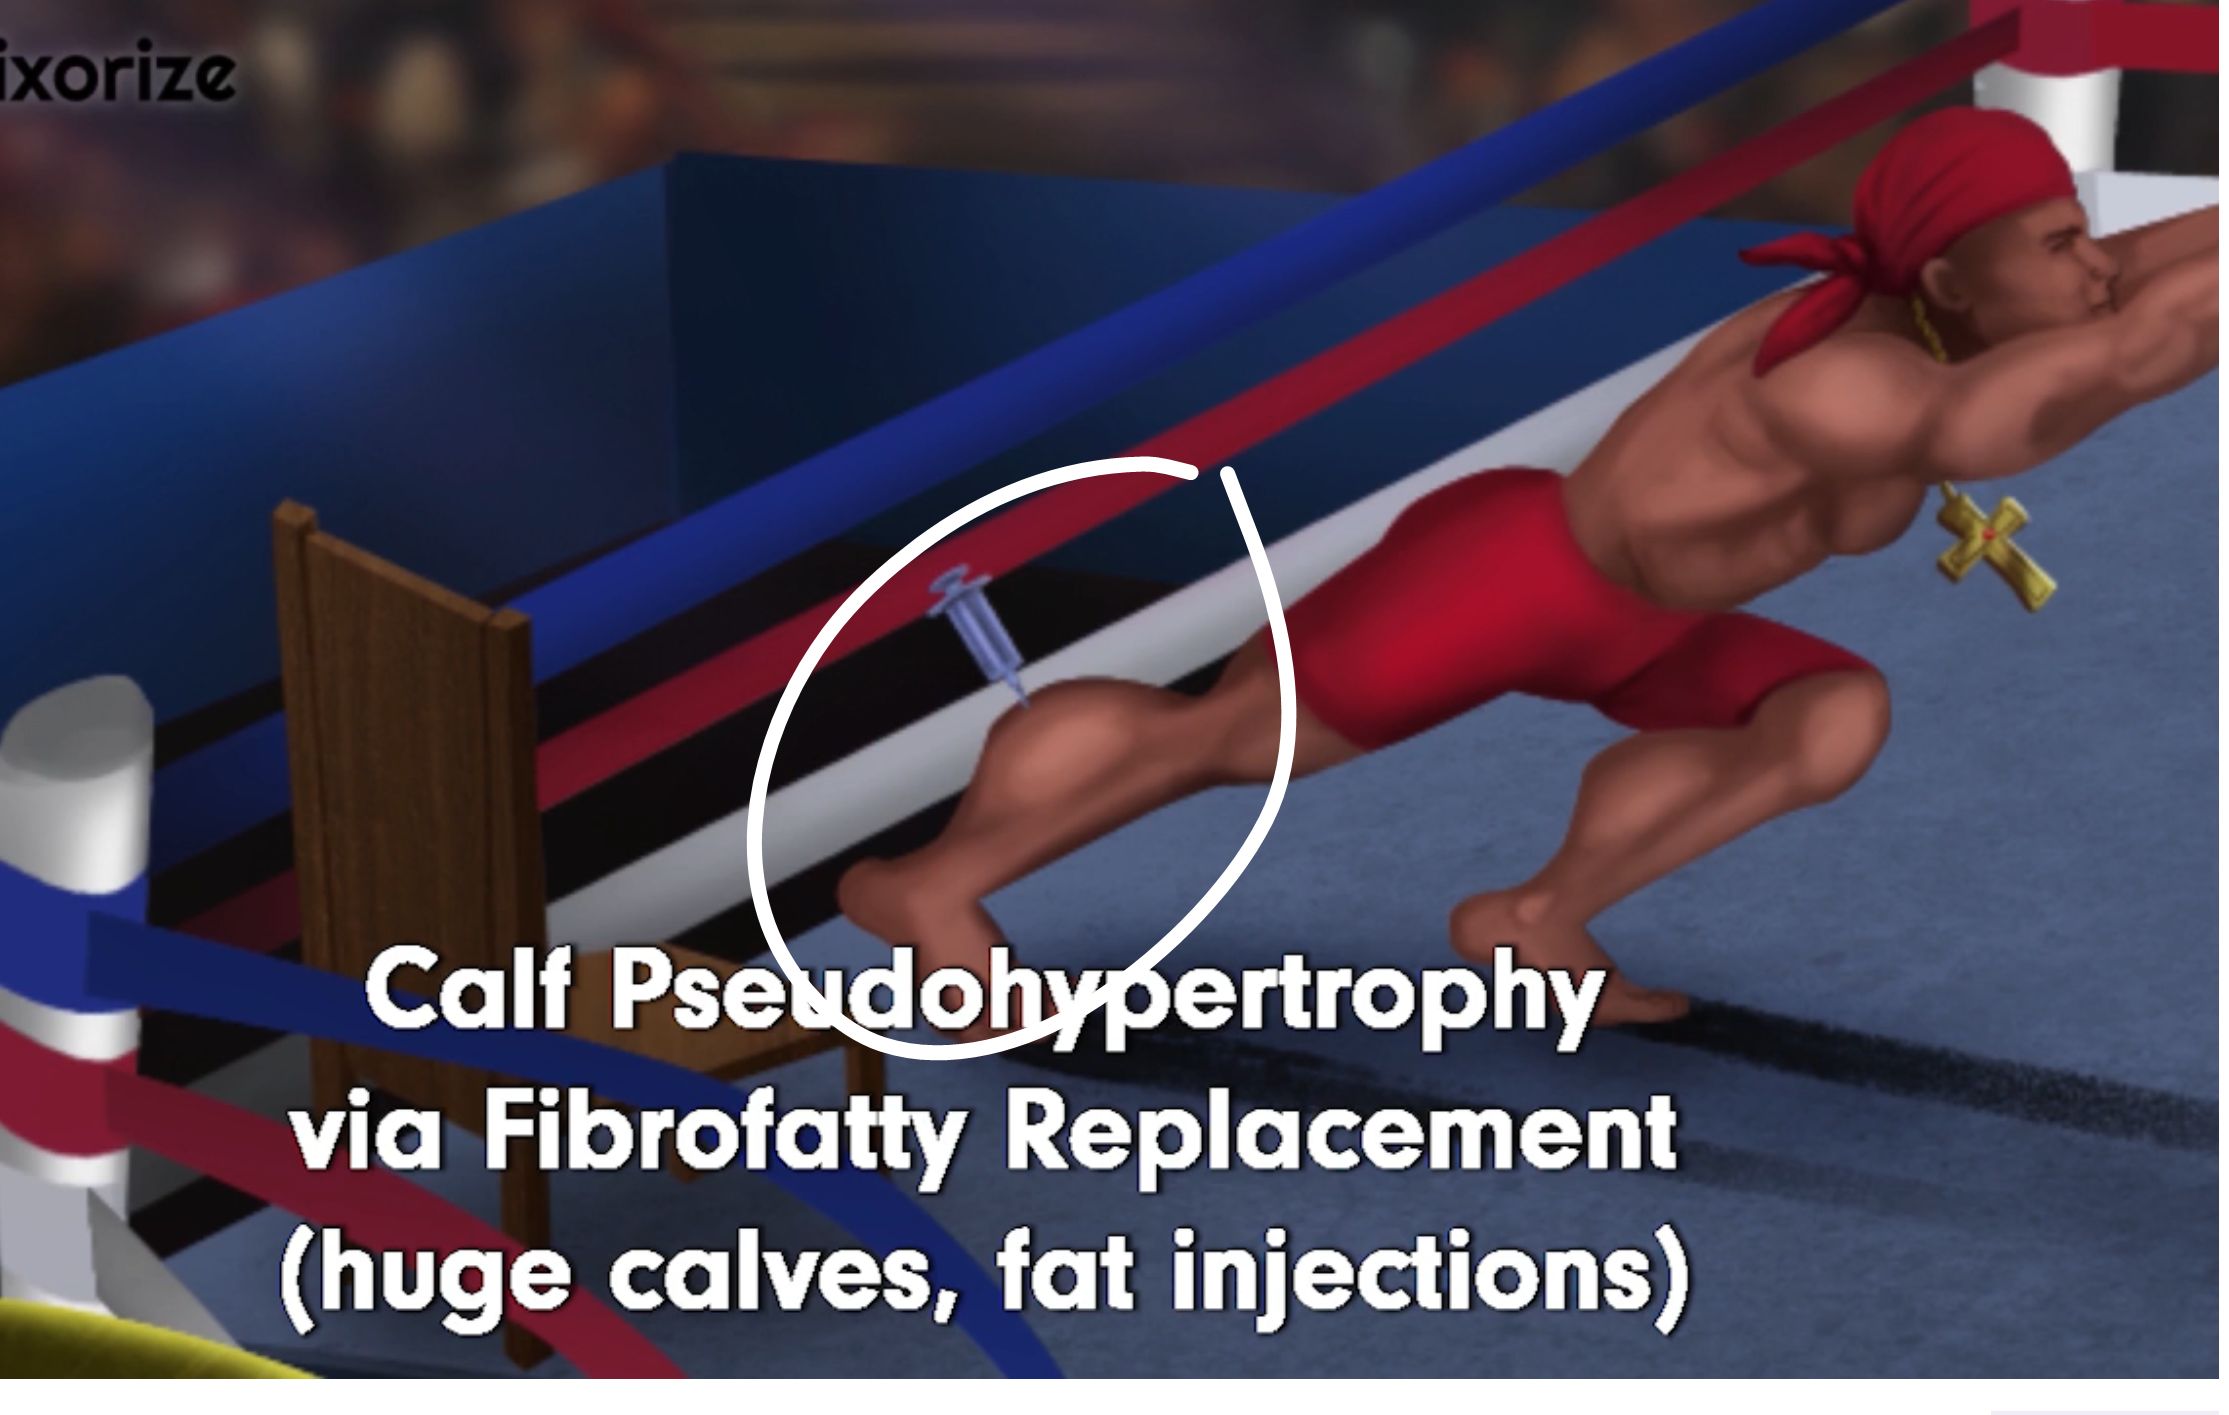 ixorize
Calf Pseudohypertrophy
via Fibrofatty Replacement
(huge calves, fat injections)